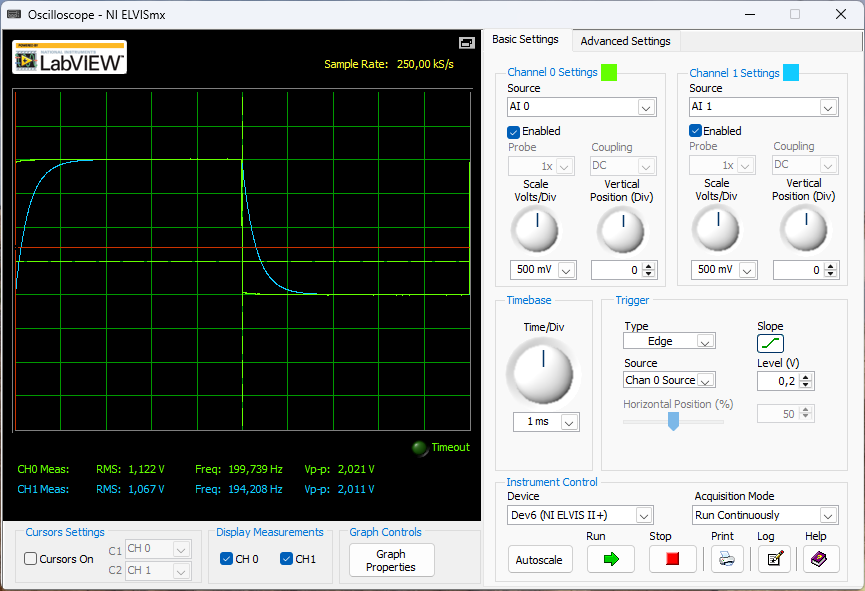 Oscilloscope - NI ELVISmx
POWERED BY
NATIONAL INSTRUMENTS
LabVIEW™
Sample Rate: 250,00 kS/s
Timeout
CH0 Meas: RMS: 1,122 V Freq: 199,739 Hz Vp-p: 2,021 V
CH1 Meas: RMS: 1,067 V Freq: 194,208 Hz Vp-p: 2,011 V
Cursors Settings
Cursors On
C1 CH 0
C2 CH 1
Display Measurements
CH 0 CH1
Graph Controls
Graph
Properties
Basic Settings Advanced Settings
Channel 0 Settings
Source
AI 0
Enabled
Probe Coupling
1x DC
Scale Vertical
Volts/Div Position (Div)
500 mV 0
Channel 1 Settings
Source
AI 1
Enabled
Probe Coupling
1x DC
Scale Vertical
Volts/Div Position (Div)
500 mV 0
Timebase
Time/Div
1 ms
Trigger
Type Slope
Edge
Source Level (V)
Chan 0 Source 0,2
Horizontal Position (%)
50
Instrument Control
Device Acquisition Mode
Dev6 (NI ELVIS II+) Run Continuously
Run Stop Print Log Help
Autoscale